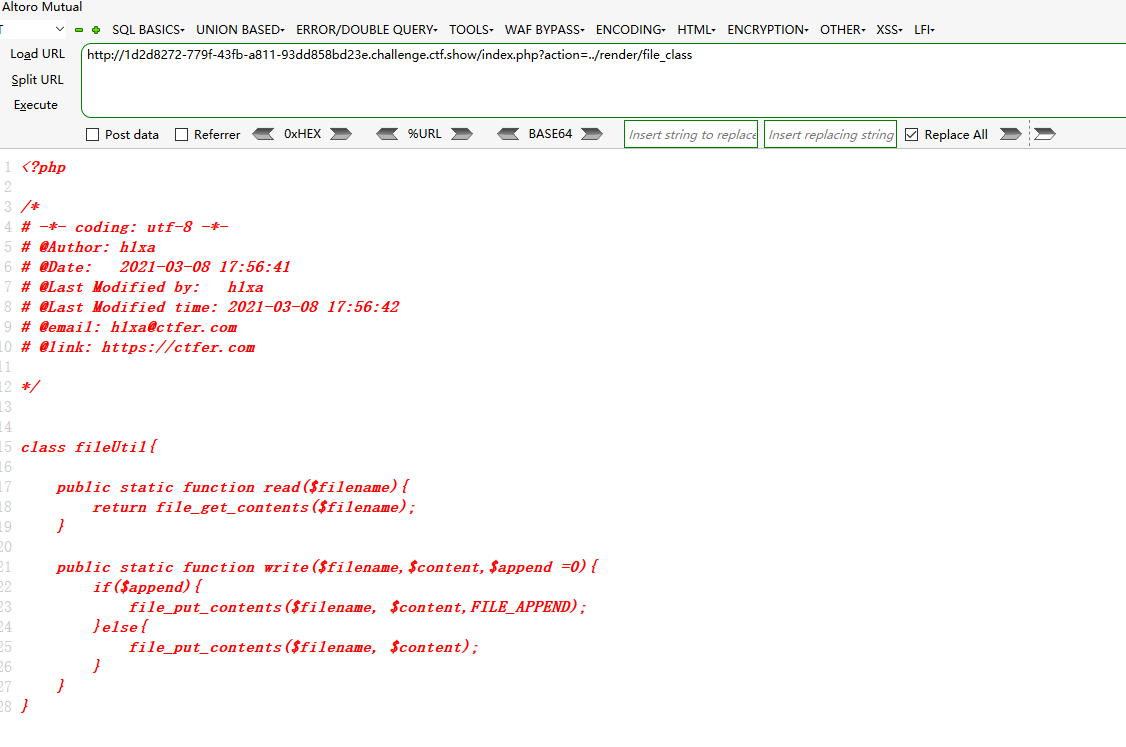 Altoro Mutual
SQL BASICS▾ UNION BASED▾ ERROR/DOUBLE QUERY▾ TOOLS▾ WAF BYPASS▾ ENCODING▾ HTML▾ ENCRYPTION▾ OTHER▾ XSS▾ LFI▾
Load URL
http://1d2d8272-779f-43fb-a811-93dd858bd23e.challenge.ctf.show/index.php?action=../render/file_class
Split URL
Execute
Post data Referrer 0xHEX %URL BASE64 Insert string to replace Insert replacing string Replace All
1 <?php
2
3 /*
4 # -*- coding: utf-8 -*-
5 # @Author: h1xa
6 # @Date:   2021-03-08 17:56:41
7 # @Last Modified by:   h1xa
8 # @Last Modified time: 2021-03-08 17:56:42
9 # @email: h1xa@ctfer.com
10 # @link: https://ctfer.com
11
12 */
13
14
15 class fileUtil{
16
17     public static function read($filename){
18         return file_get_contents($filename);
19     }
20
21     public static function write($filename,$content,$append =0){
22         if($append){
23             file_put_contents($filename, $content,FILE_APPEND);
24         }else{
25             file_put_contents($filename, $content);
26         }
27     }
28 }